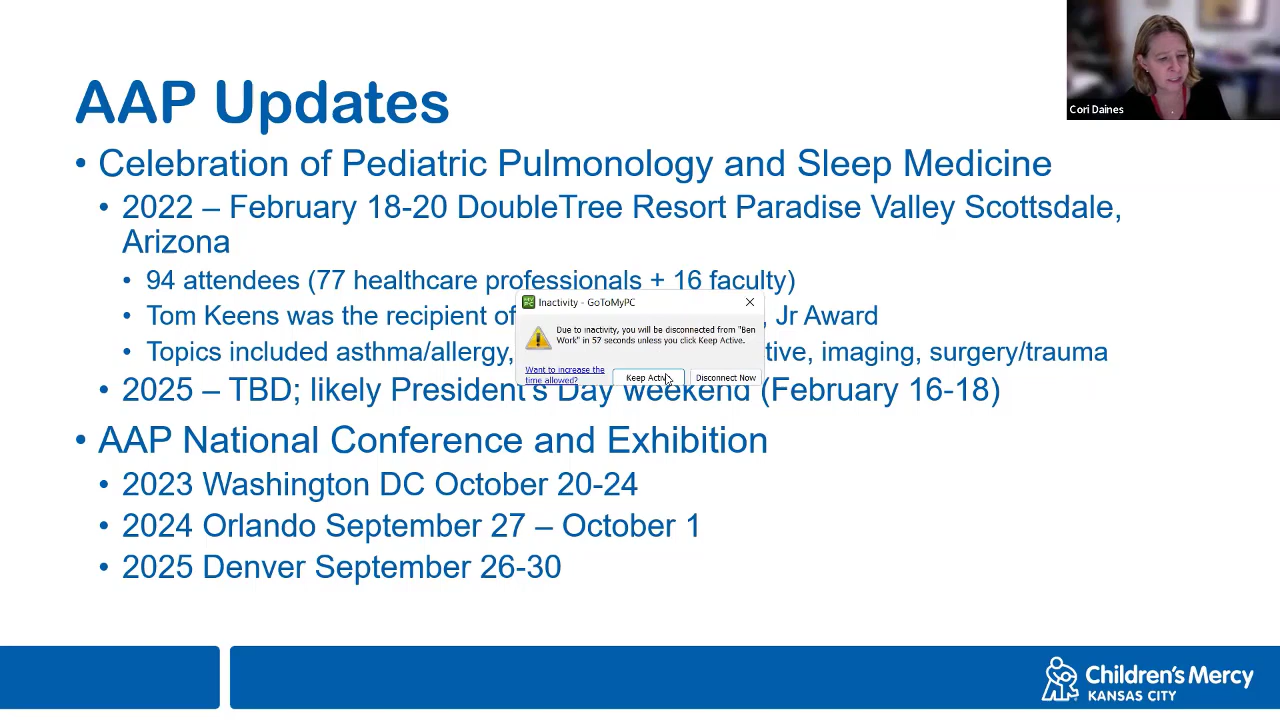 AAP Updates
Cori Daines
• Celebration of Pediatric Pulmonology and Sleep Medicine
• 2022 – February 18-20 DoubleTree Resort Paradise Valley Scottsdale,
Arizona
• 94 attendees (77 healthcare professionals + 16 faculty)
• Tom Keens was the recipient of , Jr Award
• Topics included asthma/allergy, imaging, surgery/trauma
Inactivity - GoToMyPC
Due to inactivity, you will be disconnected from "Ben
Work" in 57 seconds unless you click Keep Active.
Want to increase the
time allowed?
Keep Active
Disconnect Now
• 2025 – TBD; likely President's Day weekend (February 16-18)
• AAP National Conference and Exhibition
• 2023 Washington DC October 20-24
• 2024 Orlando September 27 – October 1
• 2025 Denver September 26-30
Children's Mercy
KANSAS CITY